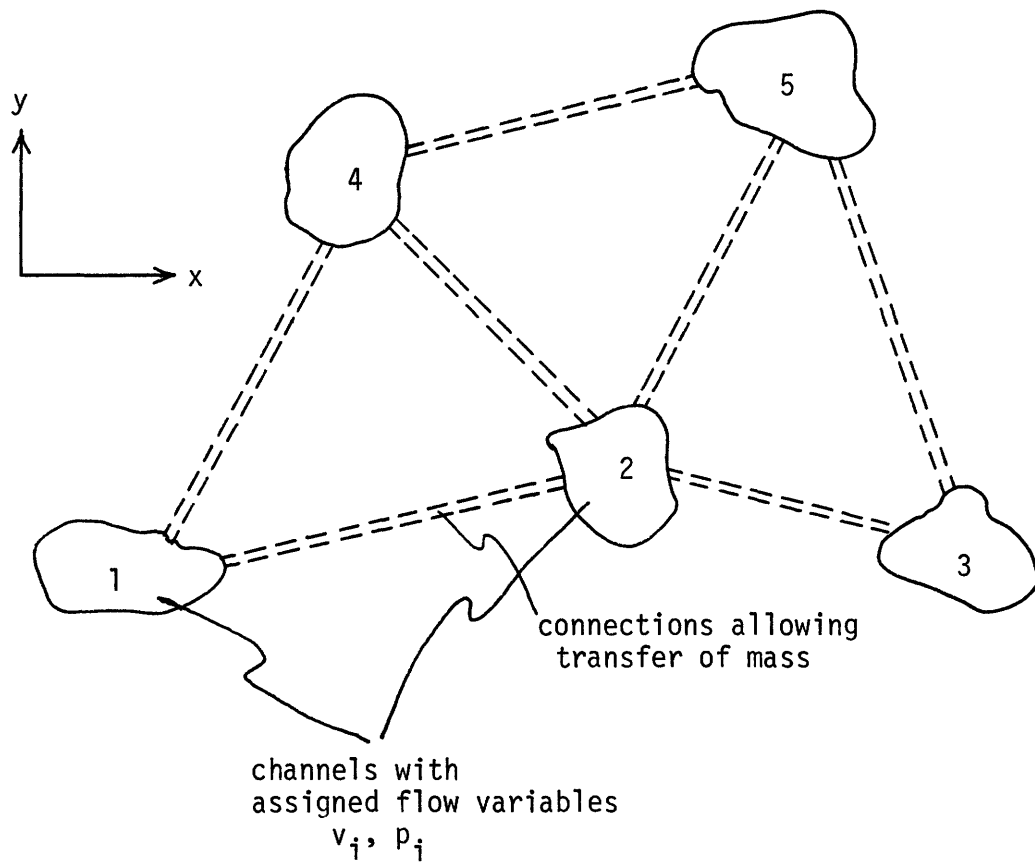 5
y
4
x
2
1
3
connections allowing
transfer of mass
channels with
assigned flow variables
v_i, p_i